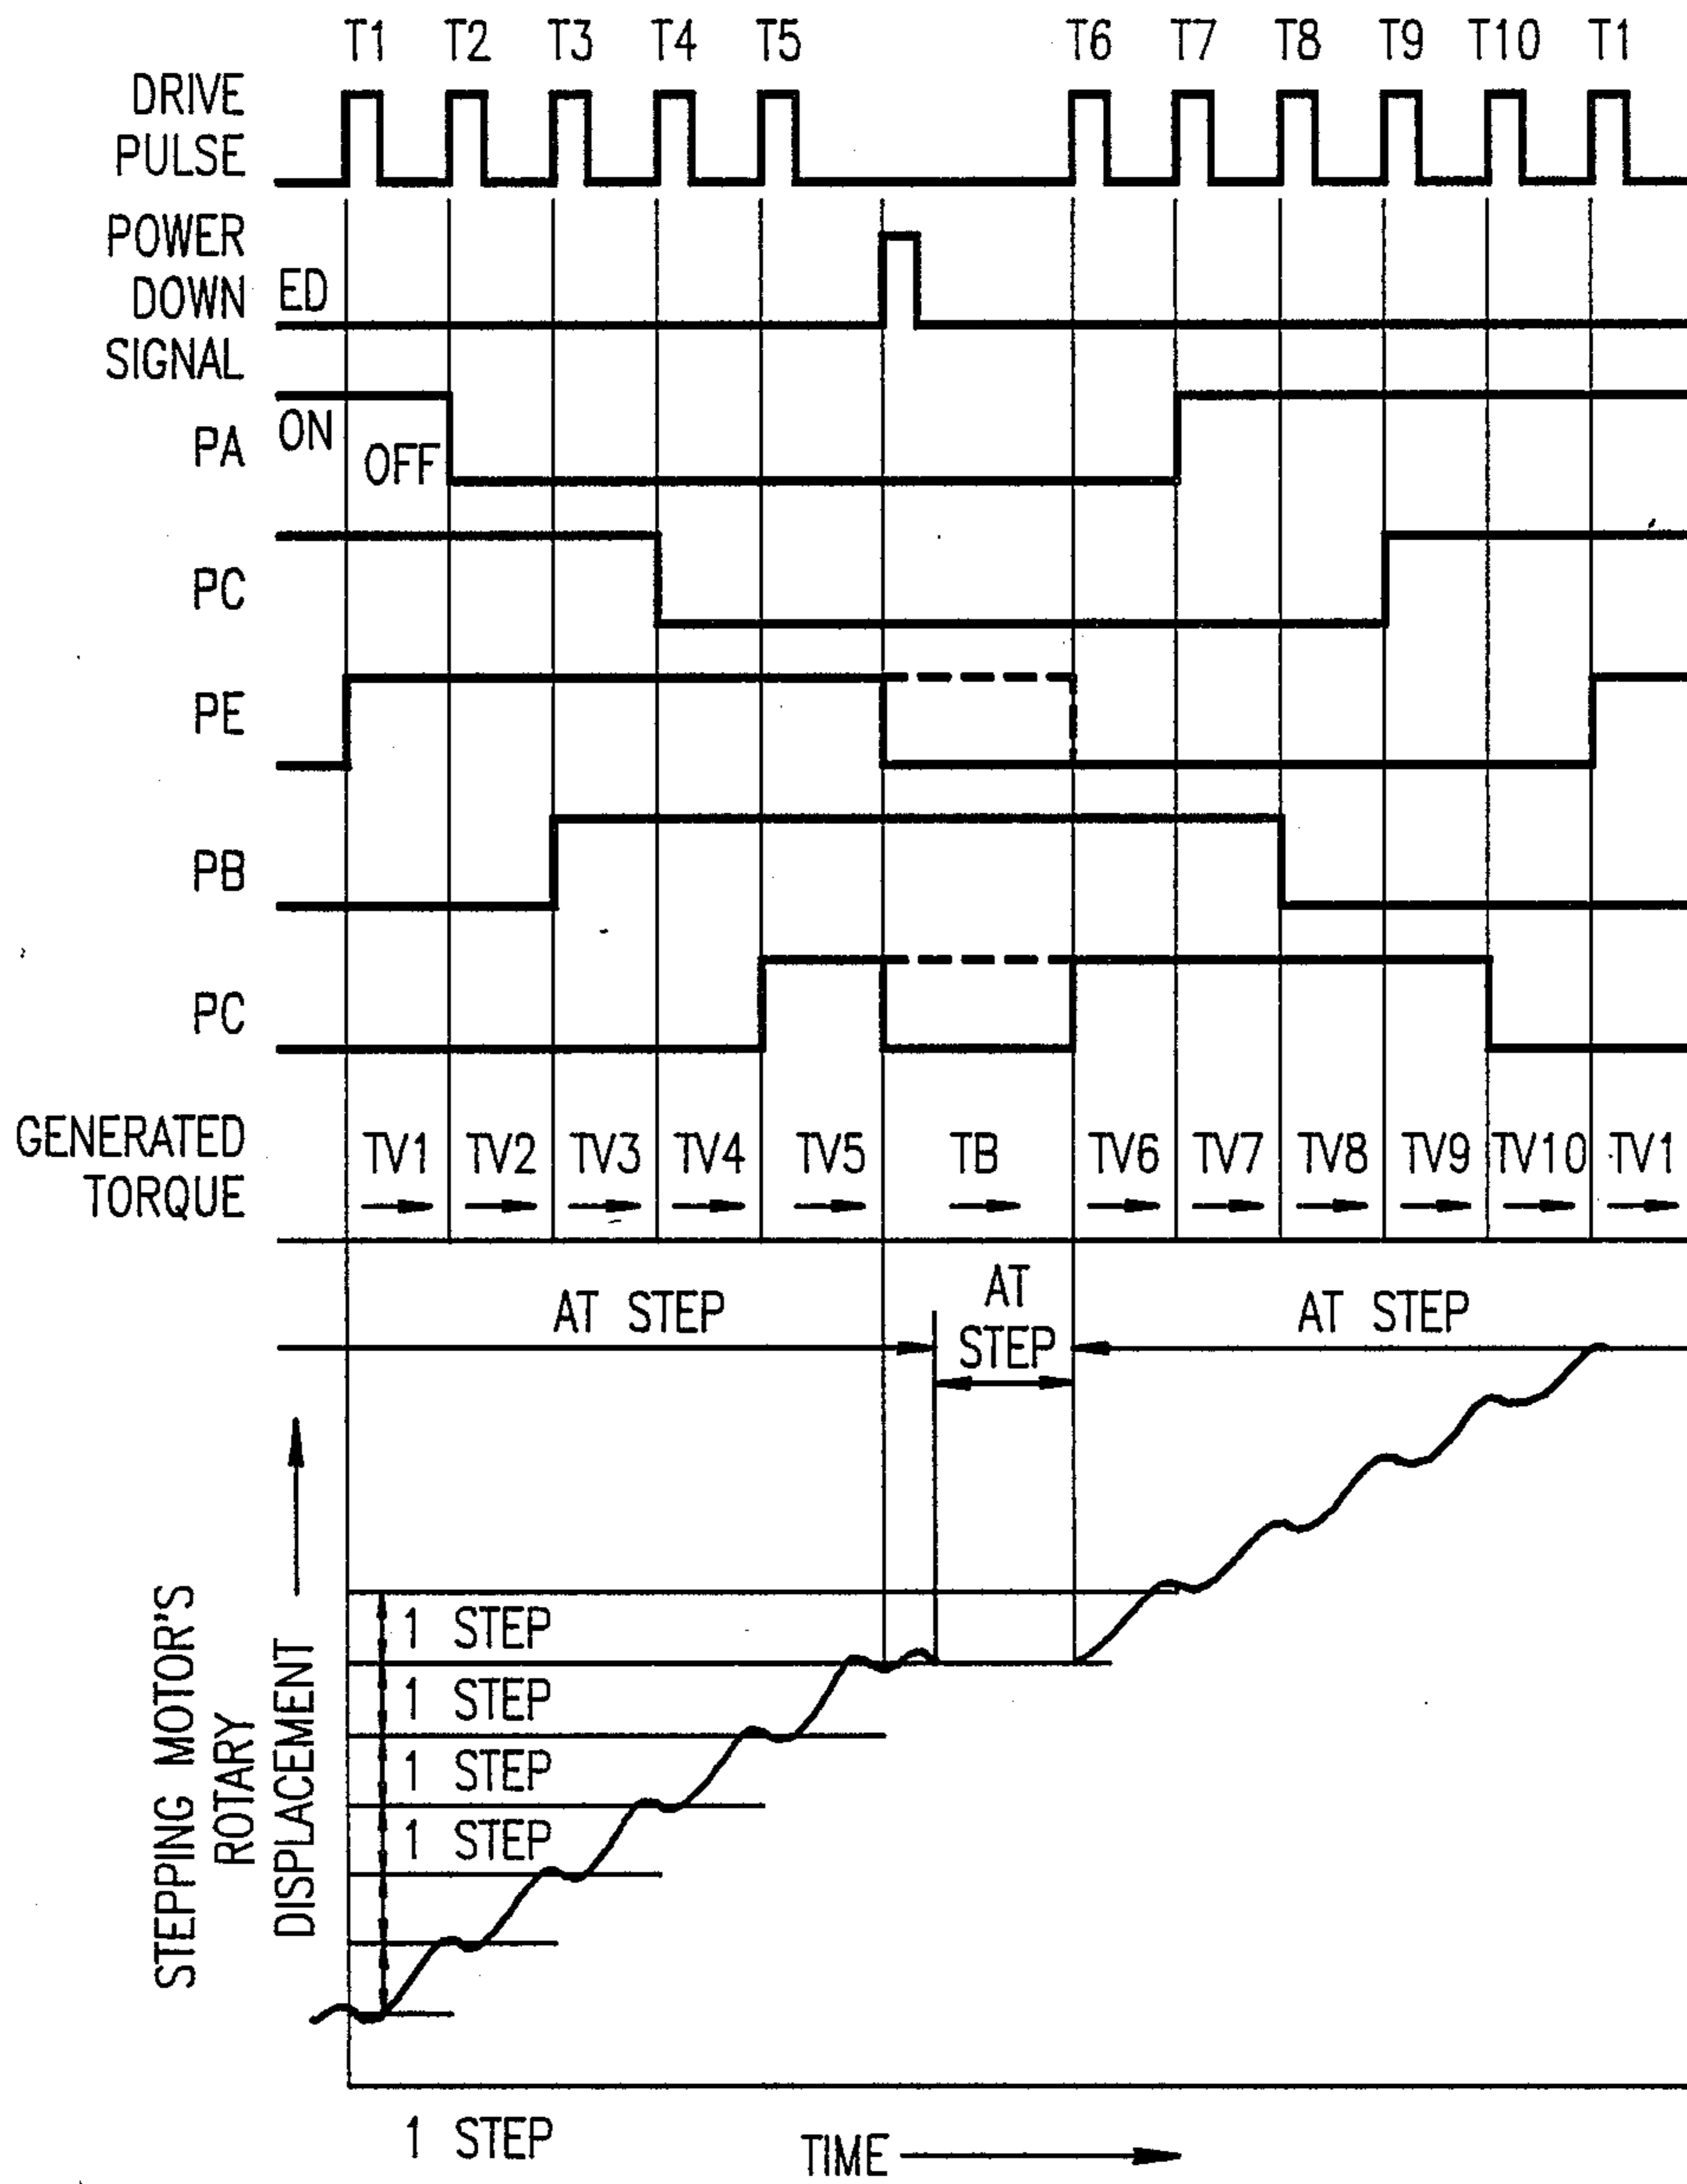 T1 T2 T3 T4 T5 T6 T7 T8 T9 T10 T1
DRIVE
PULSE
POWER
DOWN ED
SIGNAL
ON
PA
OFF
PC
PE
PB
PC
GENERATED
TORQUE
TV1 TV2 TV3 TV4 TV5 TB TV6 TV7 TV8 TV9 TV10 TV1
AT STEP
AT
STEP
AT STEP
STEPPING MOTOR'S
ROTARY
DISPLACEMENT
1 STEP
1 STEP
1 STEP
1 STEP
1 STEP
TIME